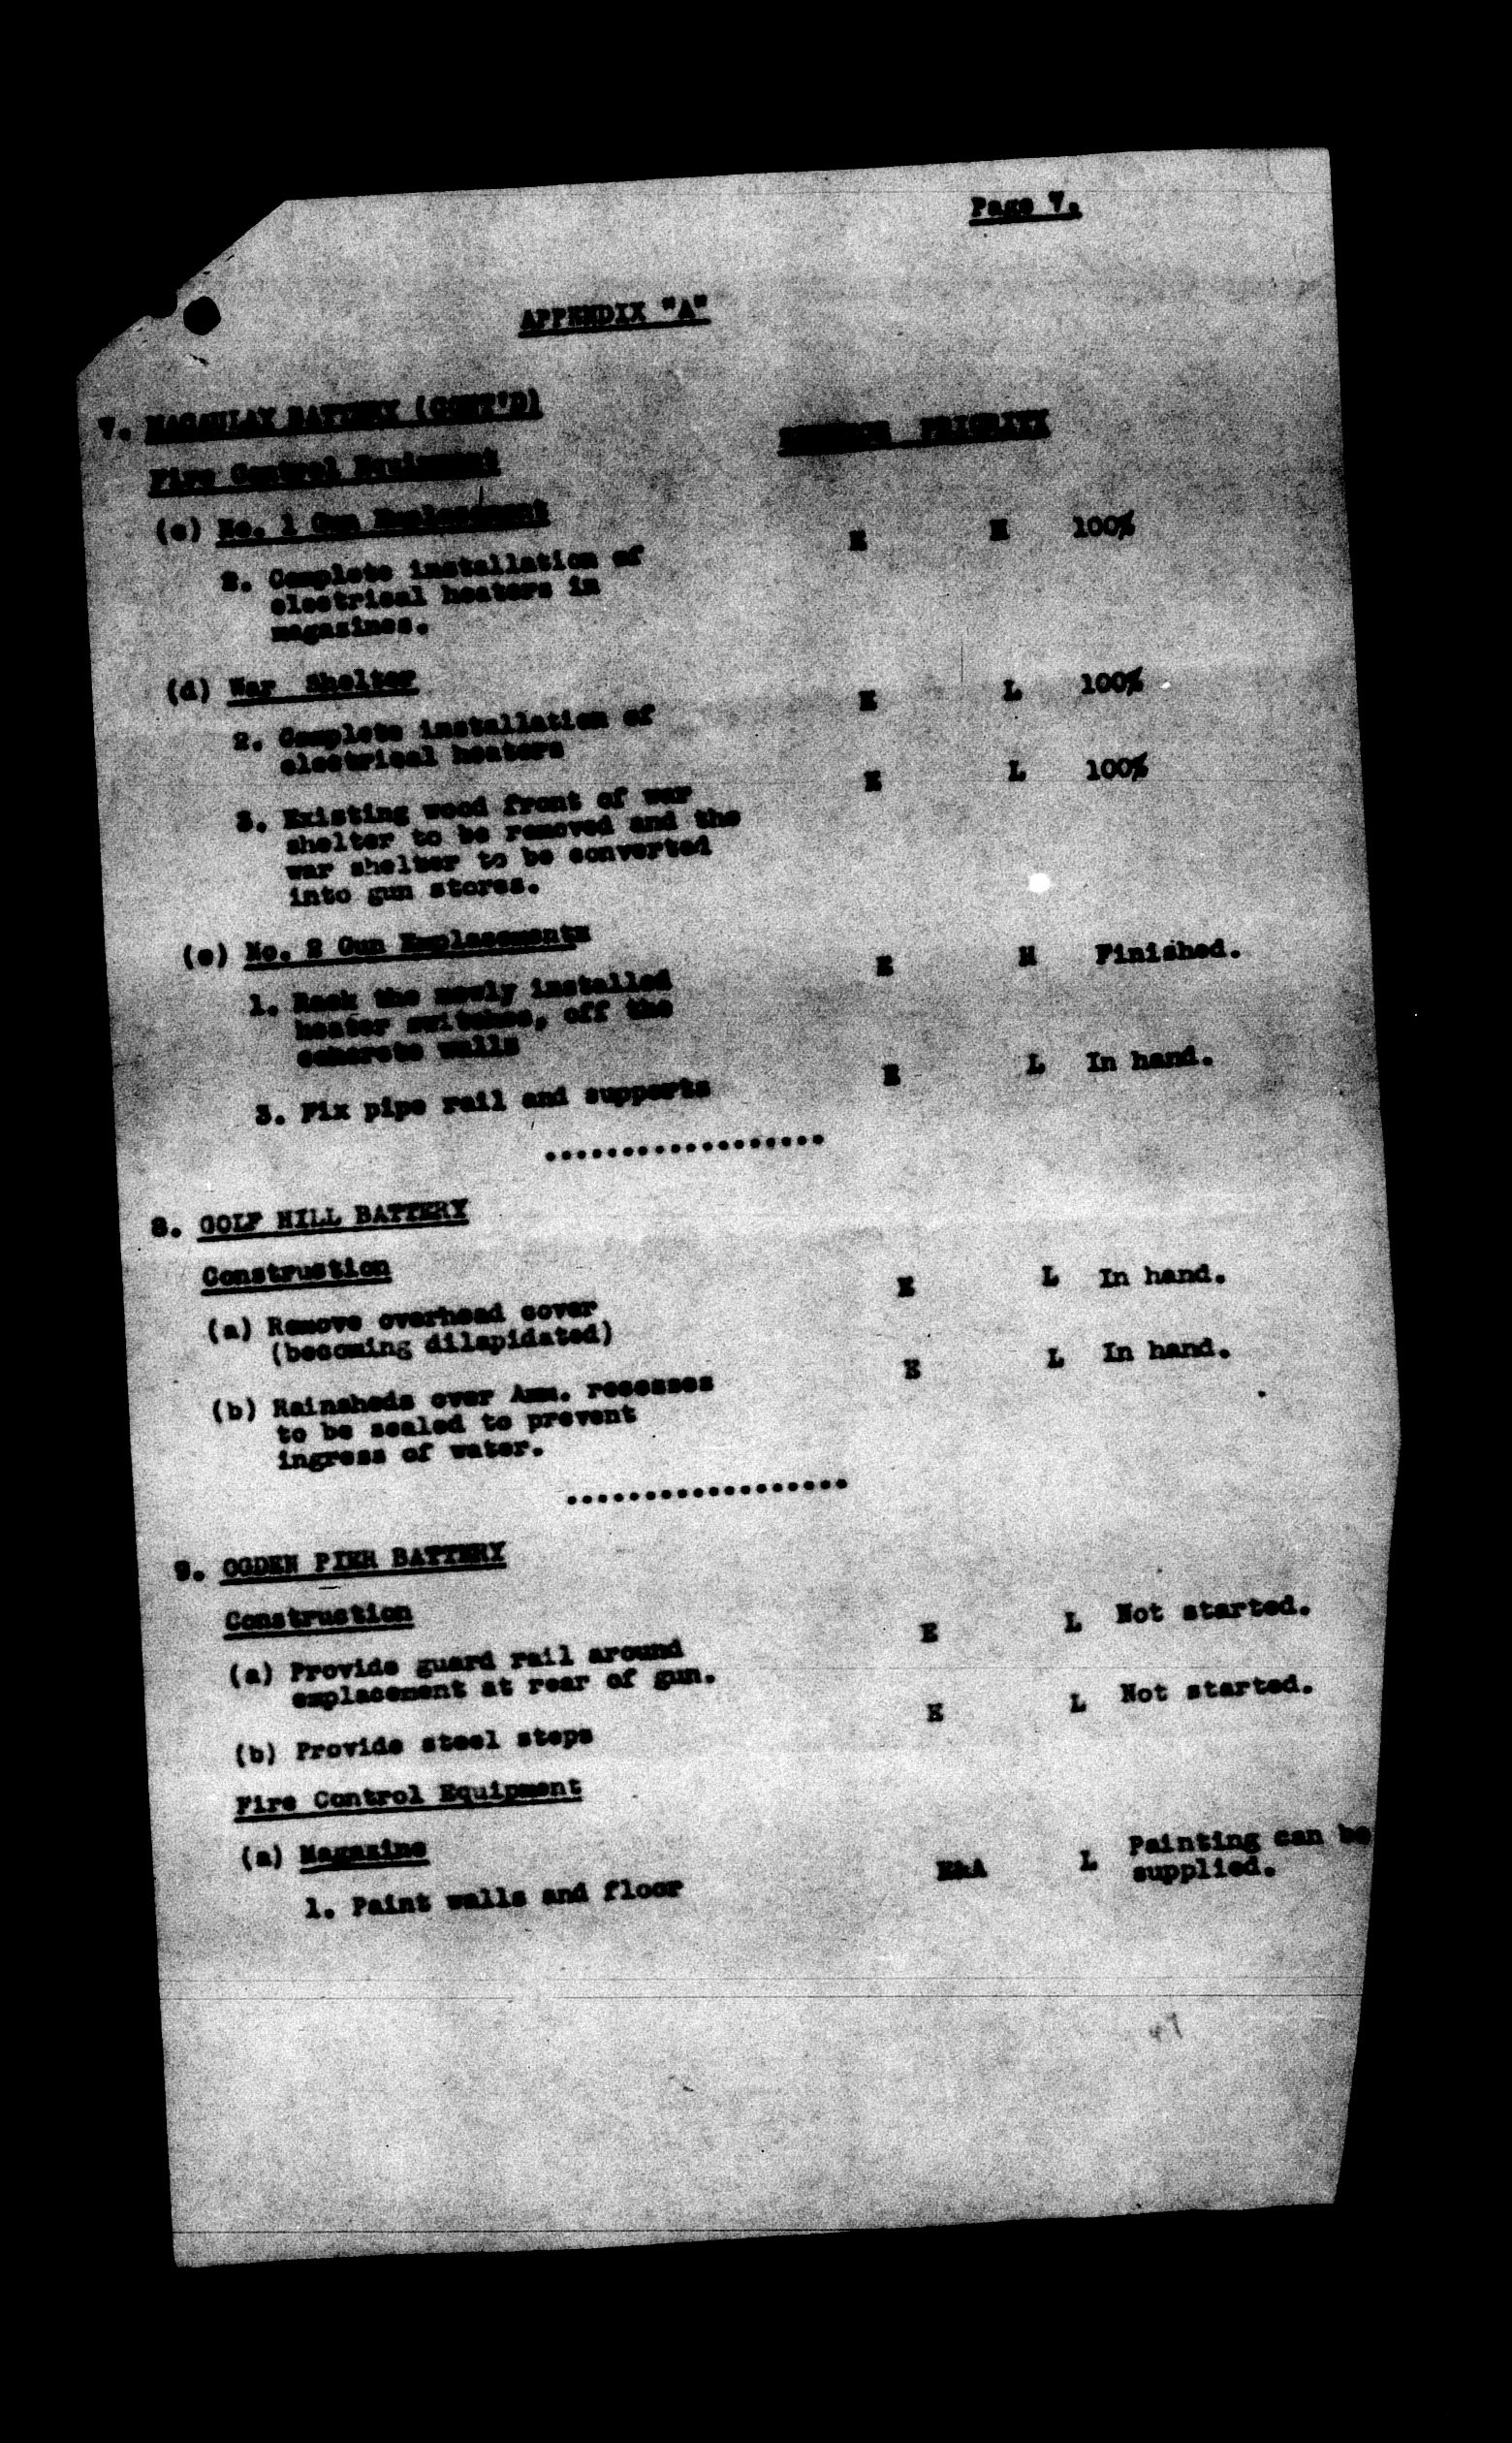 Page 7.
APPENDIX "A"
7. MACAULAY BATTERY (CONT'D)
PRIORITY
Fire Control Equipment
(c) No. 1 Gun Emplacement
2. Complete installation of E H 100%
electrical heaters in
magazines.
(d) War Shelter
2. Complete installation of E L 100%
electrical heaters
3. Existing wood front of war E L 100%
shelter to be removed and the
war shelter to be converted
into gun stores.
(e) No. 2 Gun Emplacements
1. Rack the newly installed E H Finished.
heater switches, off the
concrete walls
3. Fix pipe rail and supports E L In hand.
..................
8. GOLF HILL BATTERY
Construction
(a) Remove overhead cover E L In hand.
(becoming dilapidated)
(b) Rainsheds over Amm. recesses E L In hand.
to be sealed to prevent
ingress of water.
..................
9. OGDEN PIER BATTERY
Construction
(a) Provide guard rail around E L Not started.
emplacement at rear of gun.
(b) Provide steel steps E L Not started.
Fire Control Equipment
(a) Magazine
1. Paint walls and floor E&A L Painting can be
supplied.